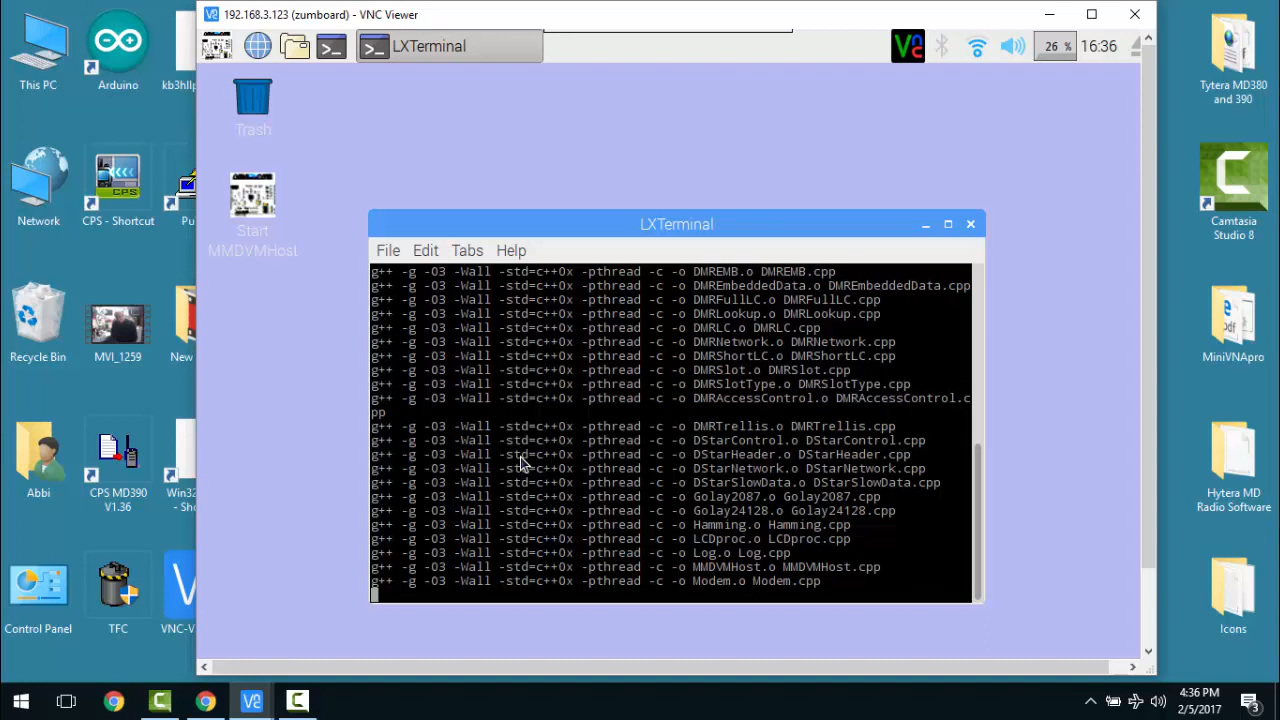 192.168.3.123 (zumboard) - VNC Viewer
LXTerminal
26 %
16:36
This PC
Arduino
kb3hllp
Network
CPS - Shortcut
Pu
Recycle Bin
MVI_1259
New
Abbi
CPS MD390
V1.36
Win32
- Sho
Control Panel
TFC
VNC-V
Trash
Start
MMDVMHost
LXTerminal
File Edit Tabs Help
g++ -g -O3 -Wall -std=c++0x -pthread -c -o DMREMB.o DMREMB.cpp
g++ -g -O3 -Wall -std=c++0x -pthread -c -o DMREmbeddedData.o DMREmbeddedData.cpp
g++ -g -O3 -Wall -std=c++0x -pthread -c -o DMRFullLC.o DMRFullLC.cpp
g++ -g -O3 -Wall -std=c++0x -pthread -c -o DMRLookup.o DMRLookup.cpp
g++ -g -O3 -Wall -std=c++0x -pthread -c -o DMRLC.o DMRLC.cpp
g++ -g -O3 -Wall -std=c++0x -pthread -c -o DMRNetwork.o DMRNetwork.cpp
g++ -g -O3 -Wall -std=c++0x -pthread -c -o DMRShortLC.o DMRShortLC.cpp
g++ -g -O3 -Wall -std=c++0x -pthread -c -o DMRSlot.o DMRSlot.cpp
g++ -g -O3 -Wall -std=c++0x -pthread -c -o DMRSlotType.o DMRSlotType.cpp
g++ -g -O3 -Wall -std=c++0x -pthread -c -o DMRAccessControl.o DMRAccessControl.c
pp
g++ -g -O3 -Wall -std=c++0x -pthread -c -o DMRTrellis.o DMRTrellis.cpp
g++ -g -O3 -Wall -std=c++0x -pthread -c -o DStarControl.o DStarControl.cpp
g++ -g -O3 -Wall -std=c++0x -pthread -c -o DStarHeader.o DStarHeader.cpp
g++ -g -O3 -Wall -std=c++0x -pthread -c -o DStarNetwork.o DStarNetwork.cpp
g++ -g -O3 -Wall -std=c++0x -pthread -c -o DStarSlowData.o DStarSlowData.cpp
g++ -g -O3 -Wall -std=c++0x -pthread -c -o Golay2087.o Golay2087.cpp
g++ -g -O3 -Wall -std=c++0x -pthread -c -o Golay24128.o Golay24128.cpp
g++ -g -O3 -Wall -std=c++0x -pthread -c -o Hamming.o Hamming.cpp
g++ -g -O3 -Wall -std=c++0x -pthread -c -o LCDproc.o LCDproc.cpp
g++ -g -O3 -Wall -std=c++0x -pthread -c -o Log.o Log.cpp
g++ -g -O3 -Wall -std=c++0x -pthread -c -o MMDVMHost.o MMDVMHost.cpp
g++ -g -O3 -Wall -std=c++0x -pthread -c -o Modem.o Modem.cpp
Tytera MD380
and 390
Camtasia
Studio 8
MiniVNApro
Hytera MD
Radio Software
Icons
4:36 PM
2/5/2017
3